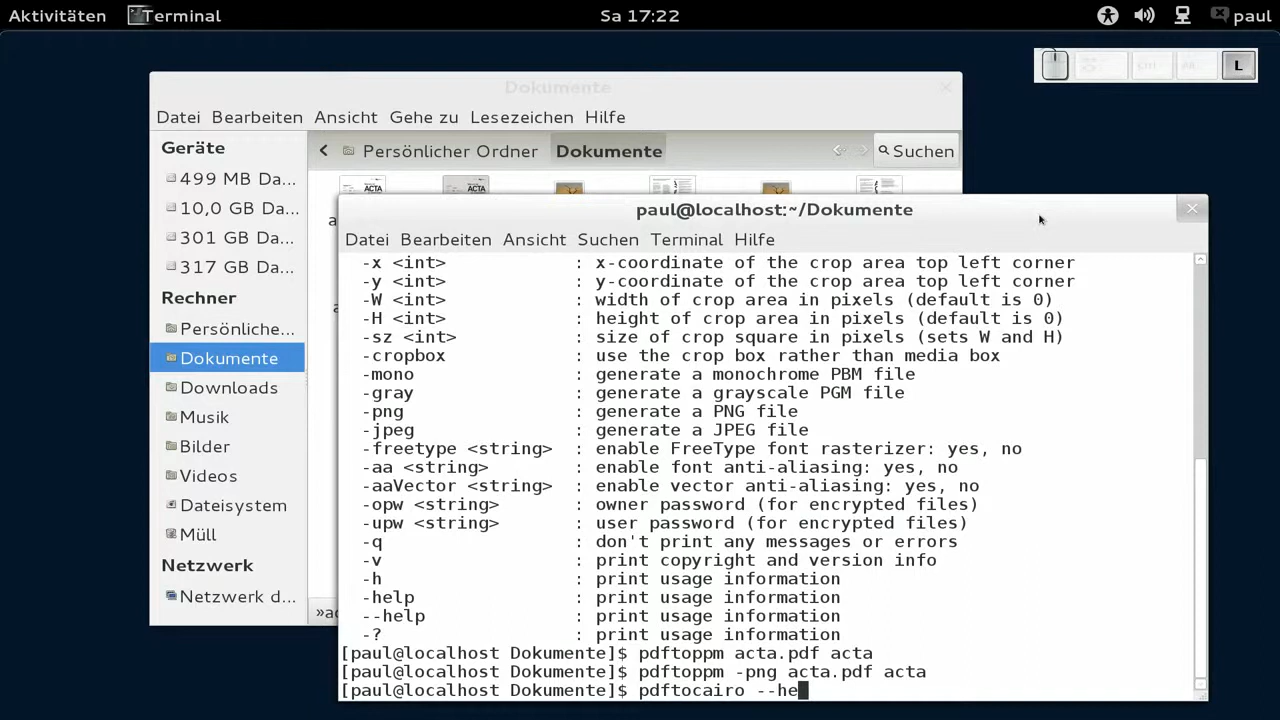 Aktivitäten Terminal Sa 17:22 paul
L
Dokumente
Datei Bearbeiten Ansicht Gehe zu Lesezeichen Hilfe
Geräte
499 MB Da...
10,0 GB Da...
301 GB Da...
317 GB Da...
Rechner
Persönliche...
Dokumente
Downloads
Musik
Bilder
Videos
Dateisystem
Müll
Netzwerk
Netzwerk d...
Persönlicher Ordner Dokumente Suchen
ACTA ACTA
paul@localhost:~/Dokumente
Datei Bearbeiten Ansicht Suchen Terminal Hilfe
-x <int> : x-coordinate of the crop area top left corner
-y <int> : y-coordinate of the crop area top left corner
-W <int> : width of crop area in pixels (default is 0)
-H <int> : height of crop area in pixels (default is 0)
-sz <int> : size of crop square in pixels (sets W and H)
-cropbox : use the crop box rather than media box
-mono : generate a monochrome PBM file
-gray : generate a grayscale PGM file
-png : generate a PNG file
-jpeg : generate a JPEG file
-freetype <string> : enable FreeType font rasterizer: yes, no
-aa <string> : enable font anti-aliasing: yes, no
-aaVector <string> : enable vector anti-aliasing: yes, no
-opw <string> : owner password (for encrypted files)
-upw <string> : user password (for encrypted files)
-q : don't print any messages or errors
-v : print copyright and version info
-h : print usage information
-help : print usage information
--help : print usage information
-? : print usage information
[paul@localhost Dokumente]$ pdftoppm acta.pdf acta
[paul@localhost Dokumente]$ pdftoppm -png acta.pdf acta
[paul@localhost Dokumente]$ pdftocairo --he